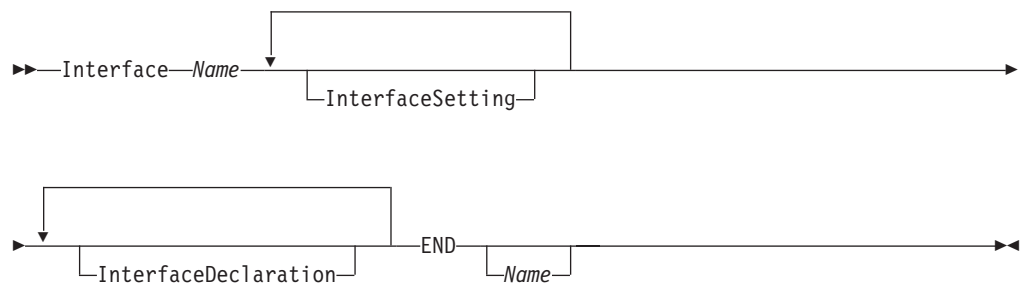 Interface Name
InterfaceSetting
END
InterfaceDeclaration
Name